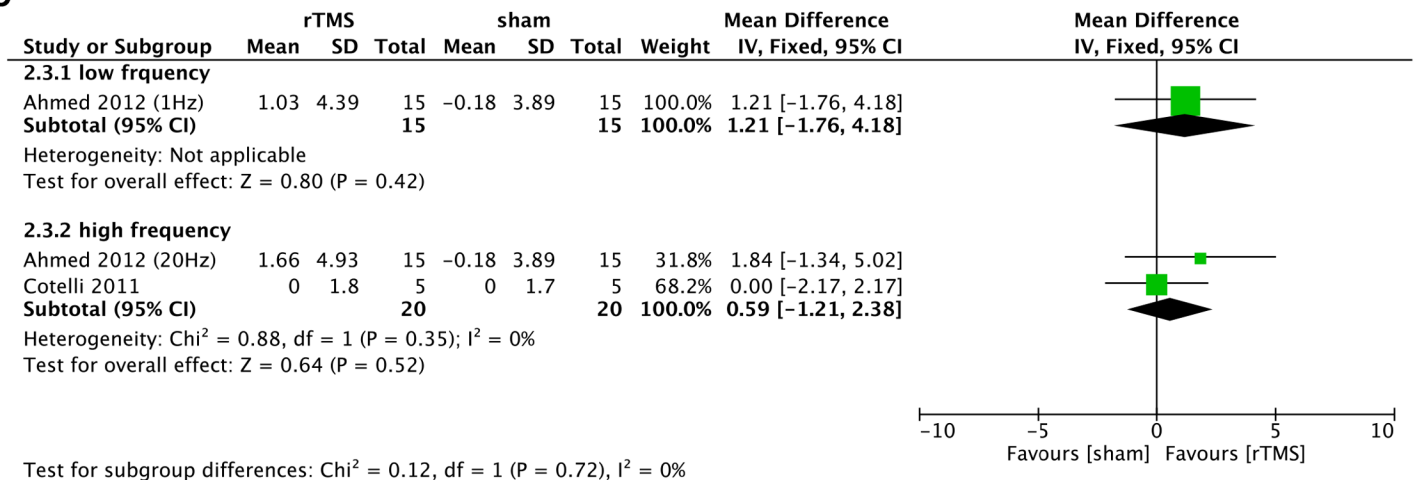 rTMS sham Mean Difference Mean Difference
Study or Subgroup Mean SD Total Mean SD Total Weight IV, Fixed, 95% CI IV, Fixed, 95% CI
2.3.1 low frquency
Ahmed 2012 (1Hz) 1.03 4.39 15 −0.18 3.89 15 100.0% 1.21 [−1.76, 4.18]
Subtotal (95% CI) 15 15 100.0% 1.21 [−1.76, 4.18]
Heterogeneity: Not applicable
Test for overall effect: Z = 0.80 (P = 0.42)
2.3.2 high frequency
Ahmed 2012 (20Hz) 1.66 4.93 15 −0.18 3.89 15 31.8% 1.84 [−1.34, 5.02]
Cotelli 2011 0 1.8 5 0 1.7 5 68.2% 0.00 [−2.17, 2.17]
Subtotal (95% CI) 20 20 100.0% 0.59 [−1.21, 2.38]
Heterogeneity: Chi² = 0.88, df = 1 (P = 0.35); I² = 0%
Test for overall effect: Z = 0.64 (P = 0.52)
−10 −5 0 5 10
Favours [sham] Favours [rTMS]
Test for subgroup differences: Chi² = 0.12, df = 1 (P = 0.72), I² = 0%